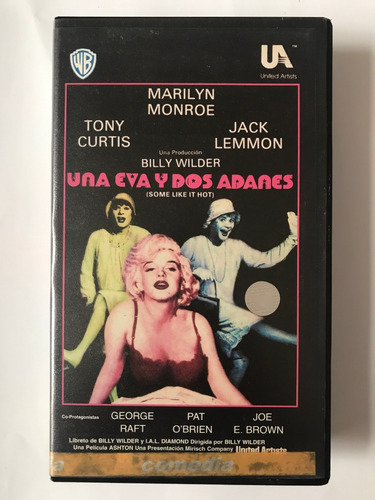 WB
UA™
United Artists
MARILYN
MONROE
TONY
CURTIS
JACK
LEMMON
Una Producción
BILLY WILDER
UNA EVA Y DOS ADANES
(SOME LIKE IT HOT)
Co-Protagonistas
GEORGE
RAFT
PAT
O'BRIEN
JOE
E. BROWN
Libreto de BILLY WILDER y I.A.L. DIAMOND Dirigida por BILLY WILDER
Una Película ASHTON Una Presentación Mirisch Company United Artists
comedia